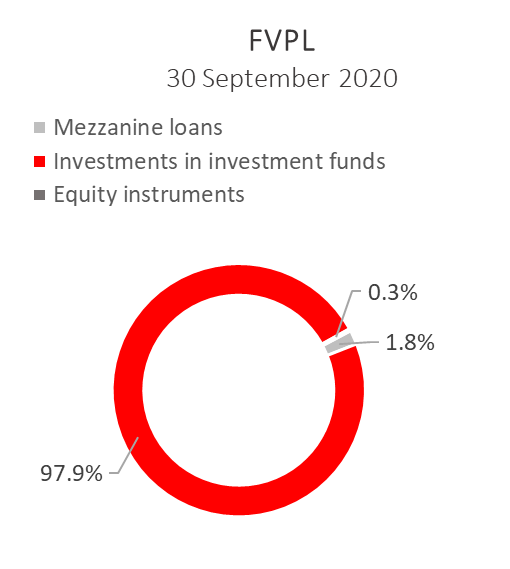 FVPL
30 September 2020
Mezzanine loans
Investments in investment funds
Equity instruments
0.3%
1.8%
97.9%